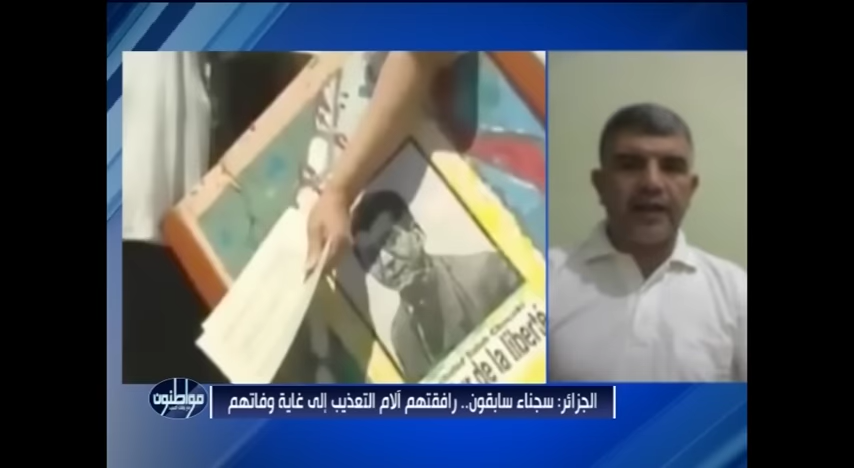 de la liberté
مواطنون
الجزائر: سجناء سابقون.. رافقتهم آلام التعذيب إلى غاية وفاتهم